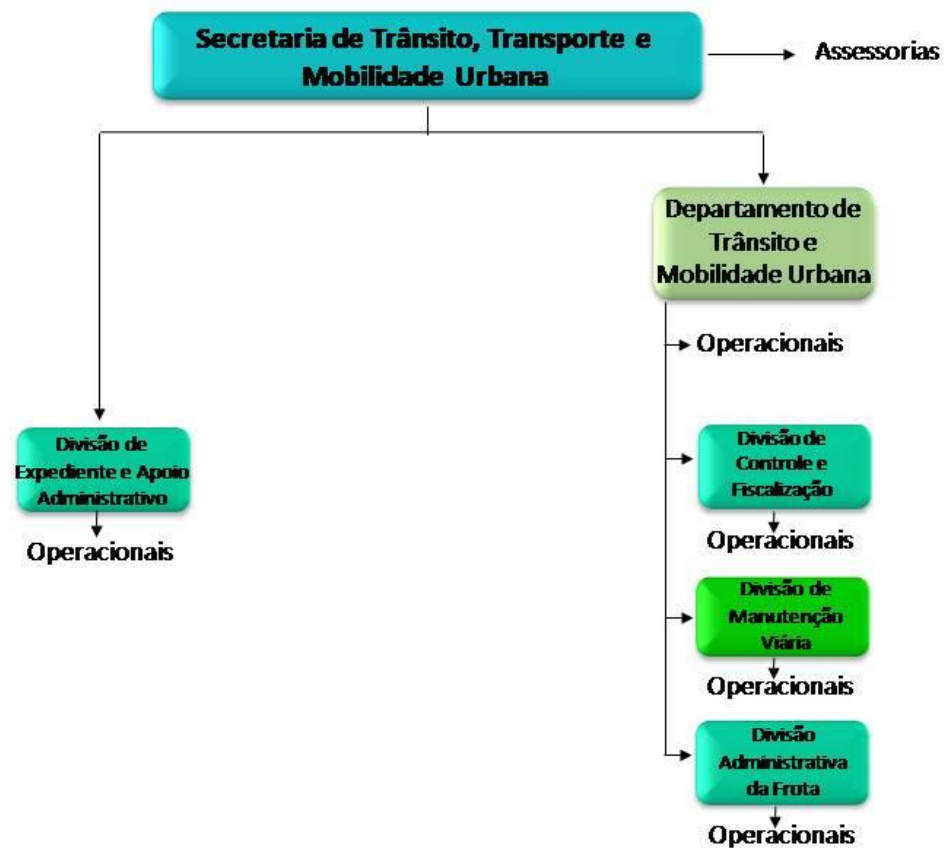 Secretaria de Trânsito, Transporte e
Mobilidade Urbana
Assessorias
Departamento de
Trânsito e
Mobilidade Urbana
Operacionais
Divisão de
Expediente e Apoio
Administrativo
Operacionais
Divisão de
Controle e
Fiscalização
Operacionais
Divisão de
Manutenção
Viária
Operacionais
Divisão
Administrativa
da Frota
Operacionais